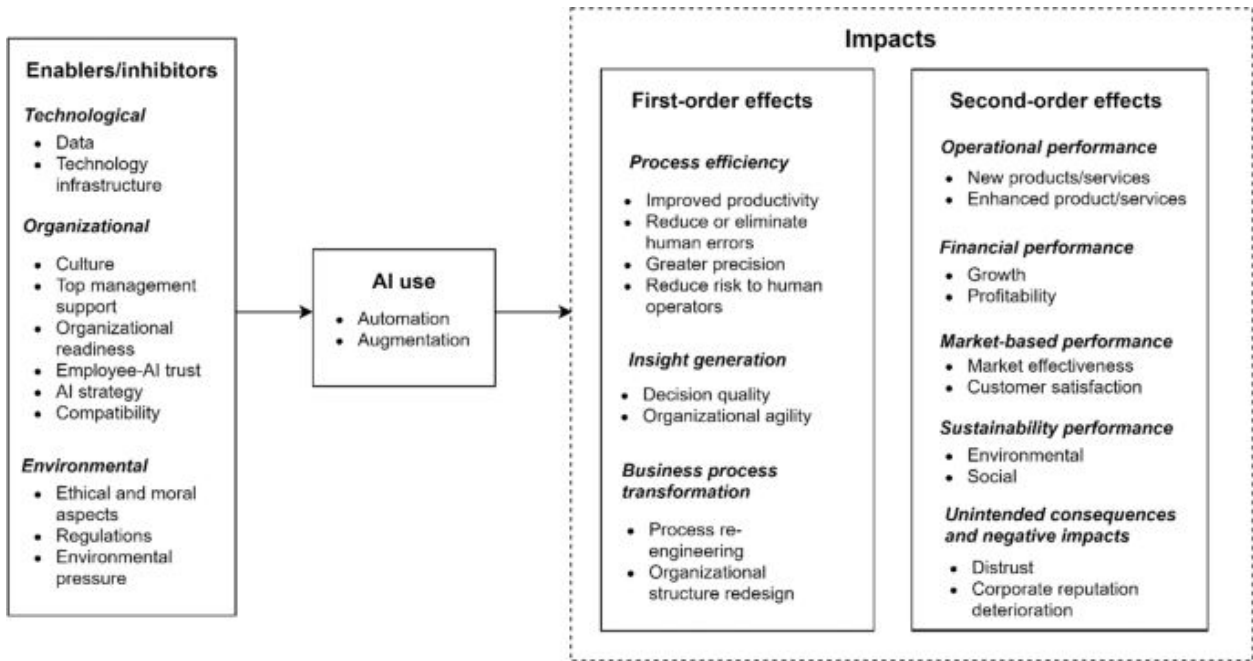 Enablers/inhibitors
Technological
• Data
• Technology
infrastructure
Organizational
• Culture
• Top management
support
• Organizational
readiness
• Employee-AI trust
• AI strategy
• Compatibility
Environmental
• Ethical and moral
aspects
• Regulations
• Environmental
pressure
AI use
• Automation
• Augmentation
Impacts
First-order effects
Process efficiency
• Improved productivity
• Reduce or eliminate
human errors
• Greater precision
• Reduce risk to human
operators
Insight generation
• Decision quality
• Organizational agility
Business process
transformation
• Process re-
engineering
• Organizational
structure redesign
Second-order effects
Operational performance
• New products/services
• Enhanced product/services
Financial performance
• Growth
• Profitability
Market-based performance
• Market effectiveness
• Customer satisfaction
Sustainability performance
• Environmental
• Social
Unintended consequences
and negative impacts
• Distrust
• Corporate reputation
deterioration